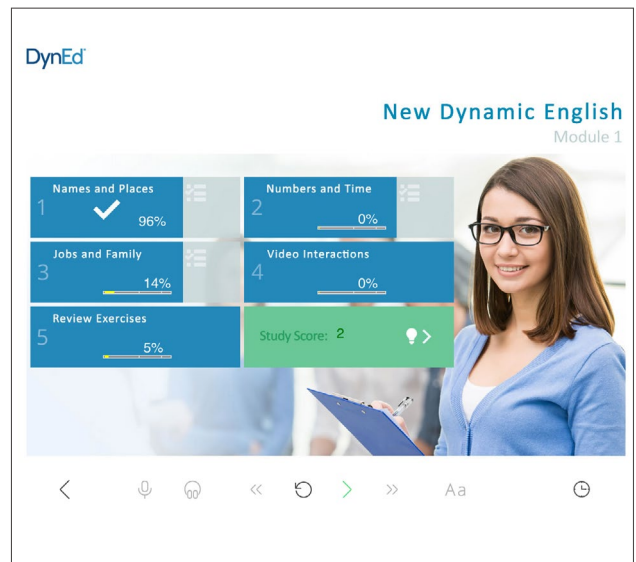 DynEd
New Dynamic English
Module 1
Names and Places
1
96%
Numbers and Time
2
0%
Jobs and Family
3
14%
Video Interactions
4
0%
Review Exercises
5
5%
Study Score: 2
Aa